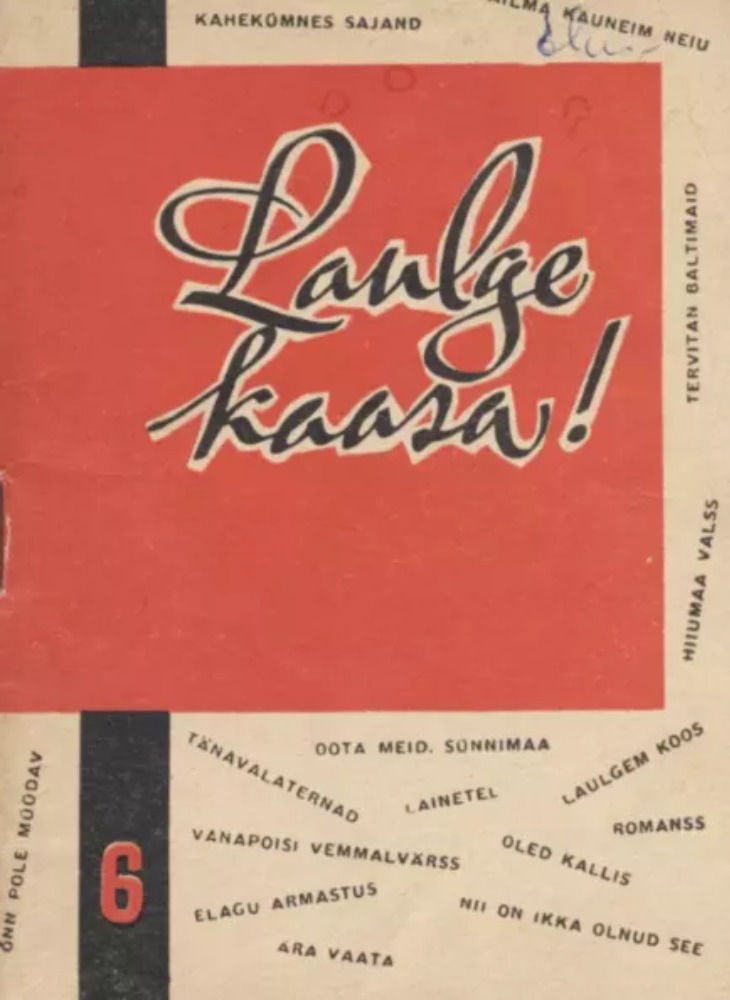 KAHEKÜMNES SAJAND
KAUNEIM NEIU
Laulge
kaasa!
TERVITAN BALTIMAID
HIIUMAA VALSS
TÄNAVALATERNAD
OOTA MEID, SÜNNIMAA
LAINETEL
LAULGEM KOOS
ROMANSS
VANAPOISI VEMMALVÄRSS
OLED KALLIS
ELAGU ARMASTUS
NII ON IKKA OLNUD SEE
ÄRA VAATA
ÕNN POLE MÜÜDAV
6